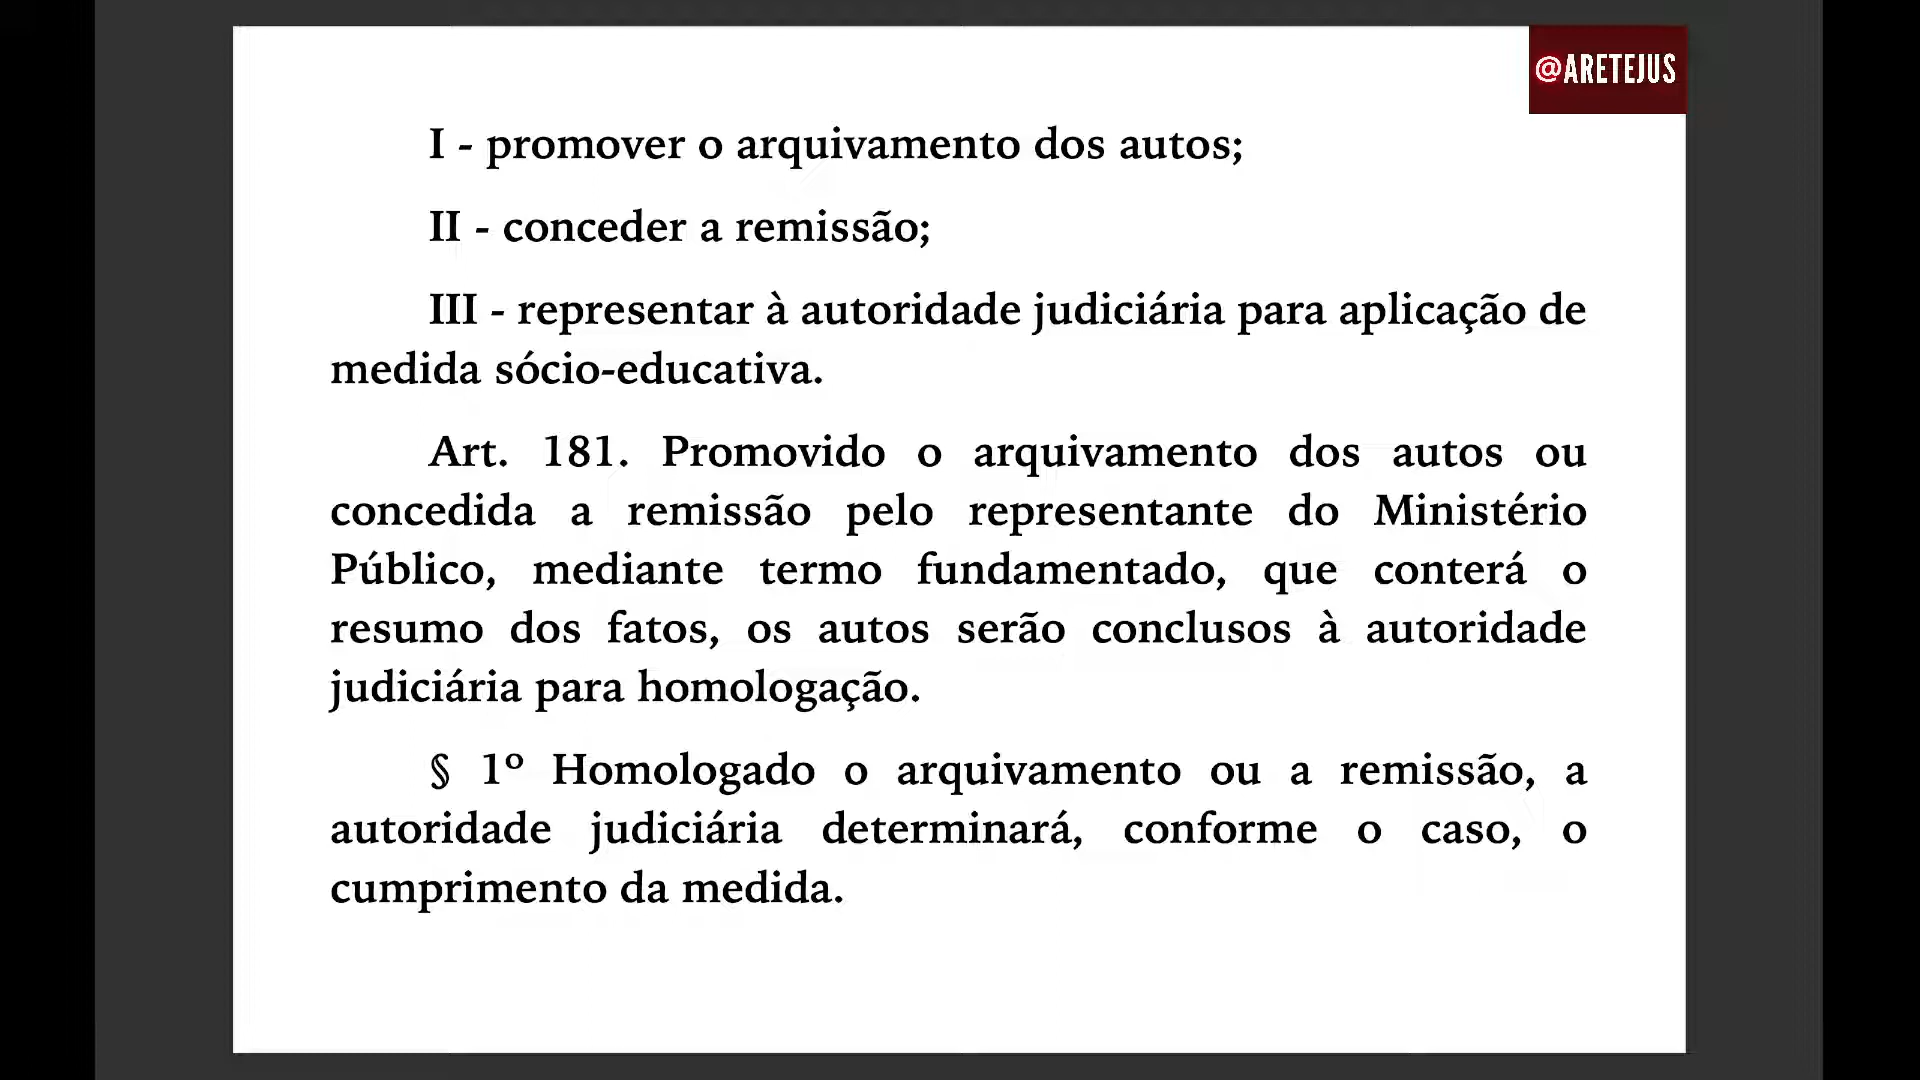 @ARETEJUS
I - promover o arquivamento dos autos;
II - conceder a remissão;
III - representar à autoridade judiciária para aplicação de
medida sócio-educativa.
Art. 181. Promovido o arquivamento dos autos ou
concedida a remissão pelo representante do Ministério
Público, mediante termo fundamentado, que conterá o
resumo dos fatos, os autos serão conclusos à autoridade
judiciária para homologação.
§ 1º Homologado o arquivamento ou a remissão, a
autoridade judiciária determinará, conforme o caso, o
cumprimento da medida.